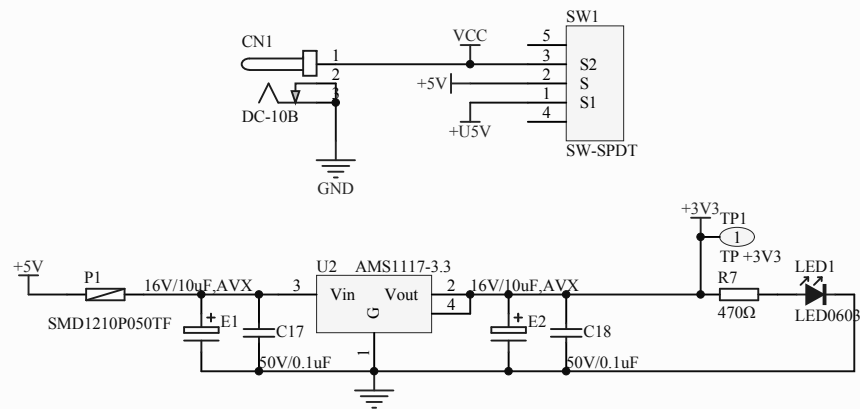 SW1
CN1
VCC
5
1
3
S2
2
+5V
2
S
3
1
S1
DC-10B
+U5V
4
GND
SW-SPDT
+3V3
TP1
1
+5V
P1
U2
AMS1117-3.3
TP +3V3
LED1
R7
16V/10uF,AVX
3
Vin
Vout
2
16V/10uF,AVX
4
G
SMD1210P050TF
+
E1
C17
+
E2
C18
470Ω
LED0603
1
50V/0.1uF
50V/0.1uF